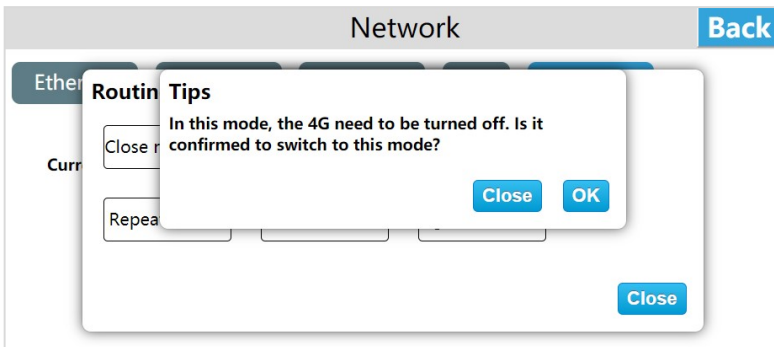 Network
Back
Ether
Routin
Tips
In this mode, the 4G need to be turned off. Is it
confirmed to switch to this mode?
Close r
Curr
Close
OK
Repea
Close